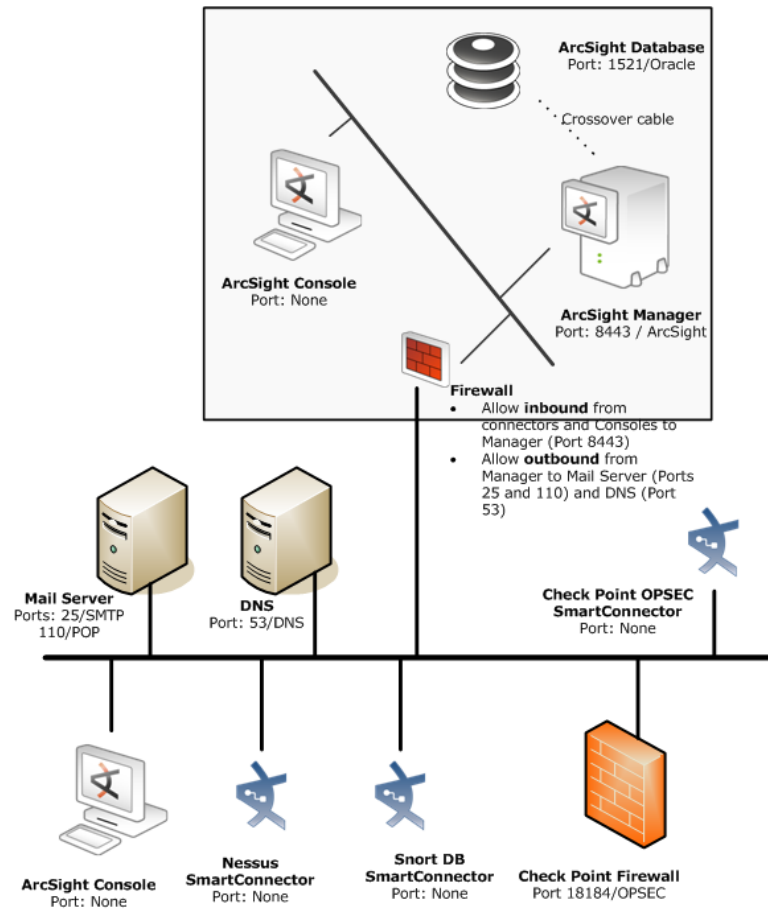 ArcSight Database
Port: 1521/Oracle
Crossover cable
ArcSight Console
Port: None
ArcSight Manager
Port: 8443 / ArcSight
Firewall
• Allow inbound from
connectors and Consoles to
Manager (Port 8443)
• Allow outbound from
Manager to Mail Server (Ports
25 and 110) and DNS (Port
53)
Mail Server
Ports: 25/SMTP
110/POP
DNS
Port: 53/DNS
Check Point OPSEC
SmartConnector
Port: None
ArcSight Console
Port: None
Nessus
SmartConnector
Port: None
Snort DB
SmartConnector
Port: None
Check Point Firewall
Port 18184/OPSEC